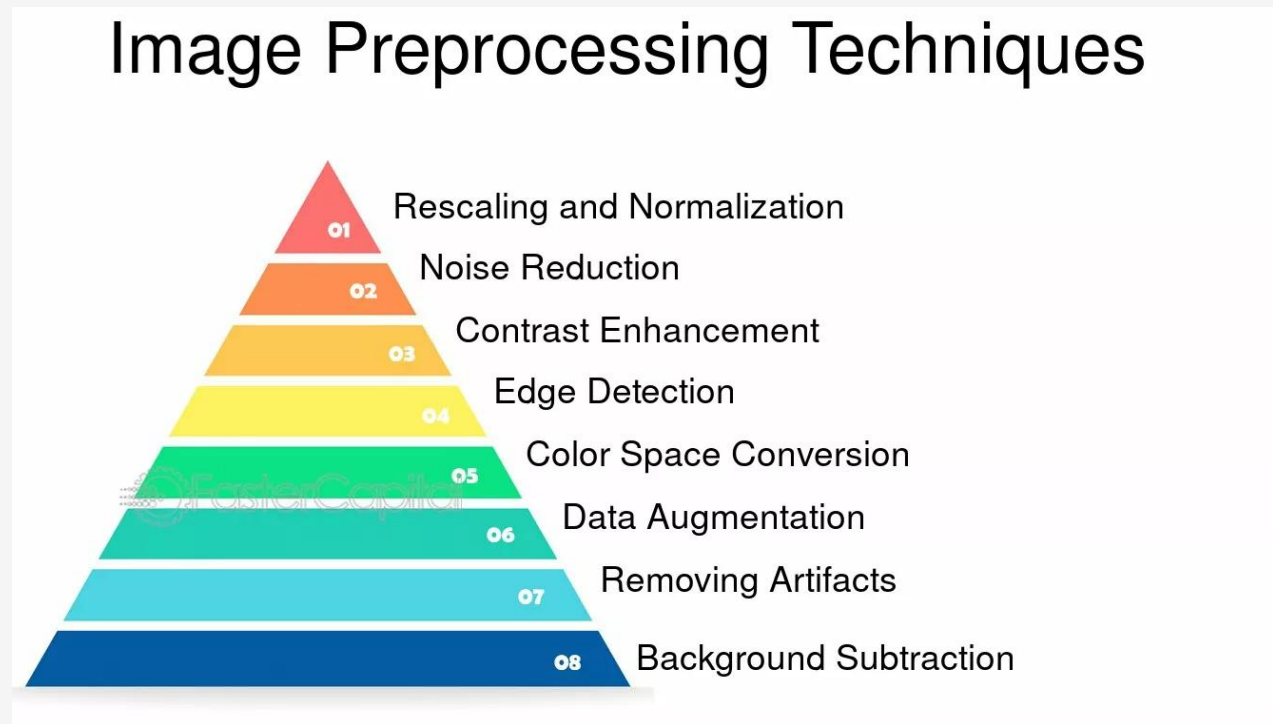 Image Preprocessing Techniques
01 Rescaling and Normalization
02 Noise Reduction
03 Contrast Enhancement
04 Edge Detection
05 Color Space Conversion
FasterCapital
06 Data Augmentation
07 Removing Artifacts
08 Background Subtraction